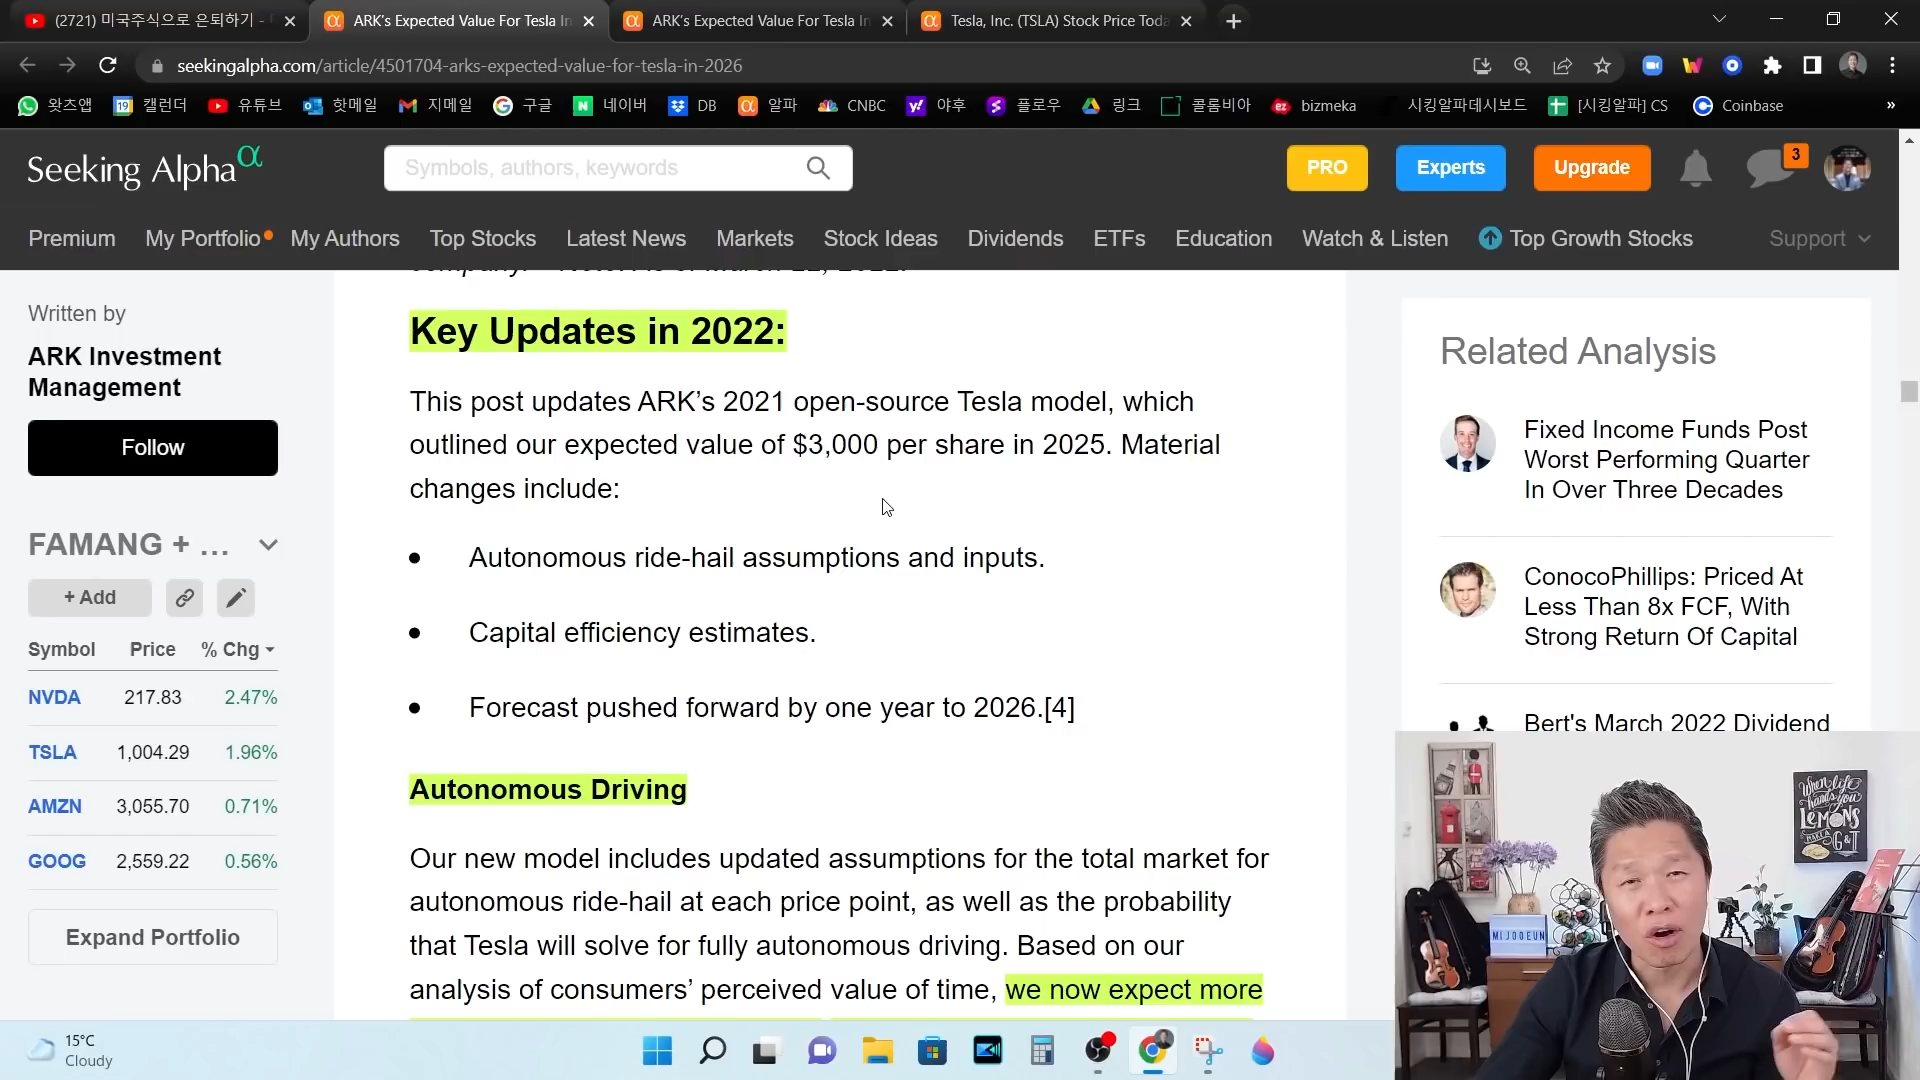 (2721) 미국주식으로 은퇴하기 -
ARK's Expected Value For Tesla In
ARK's Expected Value For Tesla In
Tesla, Inc. (TSLA) Stock Price Toda
seekingalpha.com/article/4501704-arks-expected-value-for-tesla-in-2026
왓츠앱
19 캘린더
유튜브
핫메일
지메일
구글
네이버
DB
알파
CNBC
야후
플로우
링크
콜롬비아
ez bizmeka
시킹알파데시보드
[시킹알파] CS
Coinbase
»
Seeking Alpha α
Symbols, authors, keywords
PRO
Experts
Upgrade
3
Premium
My Portfolio
My Authors
Top Stocks
Latest News
Markets
Stock Ideas
Dividends
ETFs
Education
Watch & Listen
Top Growth Stocks
Support
Written by
ARK Investment
Management
Follow
FAMANG + ...
+ Add
Symbol Price % Chg
NVDA 217.83 2.47%
TSLA 1,004.29 1.96%
AMZN 3,055.70 0.71%
GOOG 2,559.22 0.56%
Expand Portfolio
Key Updates in 2022:
This post updates ARK's 2021 open-source Tesla model, which
outlined our expected value of $3,000 per share in 2025. Material
changes include:
• Autonomous ride-hail assumptions and inputs.
• Capital efficiency estimates.
• Forecast pushed forward by one year to 2026.[4]
Autonomous Driving
Our new model includes updated assumptions for the total market for
autonomous ride-hail at each price point, as well as the probability
that Tesla will solve for fully autonomous driving. Based on our
analysis of consumers' perceived value of time, we now expect more
Related Analysis
Fixed Income Funds Post
Worst Performing Quarter
In Over Three Decades
ConocoPhillips: Priced At
Less Than 8x FCF, With
Strong Return Of Capital
Bert's March 2022 Dividend
When life
hands you
LEMONS
G&T
MIJOOEUN
15°C
Cloudy